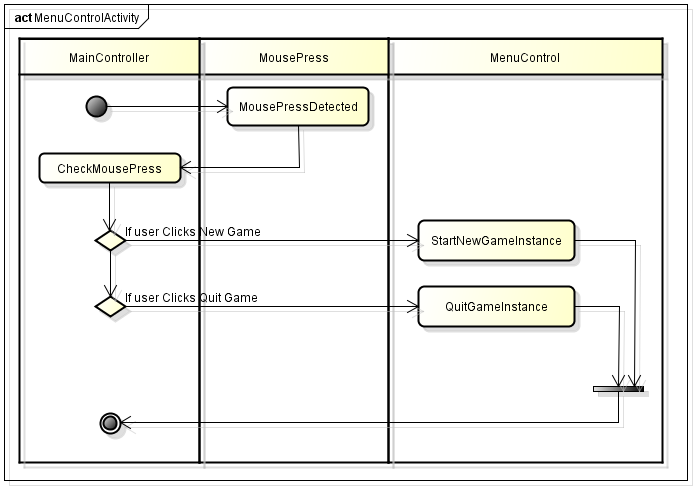 act MenuControlActivity
MainController
MousePress
MenuControl
MousePressDetected
CheckMousePress
If user Clicks New Game
StartNewGameInstance
If user Clicks Quit Game
QuitGameInstance